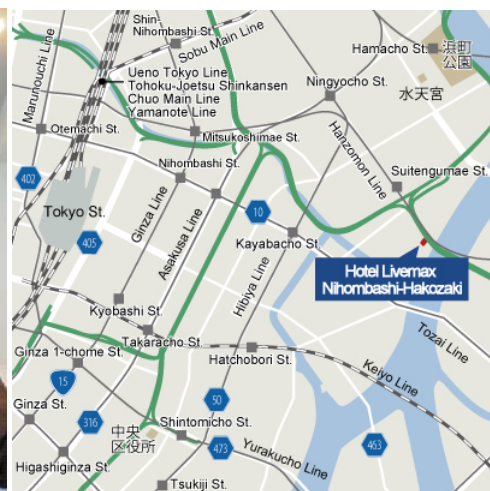 Shin-
Nihombashi St.
Sobu Main Line
Hamacho St.
浜町
公園
Marunouchi Line
Ueno Tokyo Line
Tohoku-Joetsu Shinkansen
Chuo Main Line
Yamanote Line
Ningyocho St.
水天宮
Otemachi St.
Mitsukoshimae St.
Hanzomon Line
Nihombashi St.
Suitengumae St.
402
Tokyo St.
10
405
Ginza Line
Asakusa Line
Kayabacho St.
Hotel Livemax
Nihombashi-Hakozaki
Hibiya Line
Kyobashi St.
Tozai Line
Takaracho St.
Ginza 1-chome St.
Hatchobori St.
Keiyo Line
15
50
Ginza St.
316
中央
区役所
Shintomicho St.
473
463
Yurakucho Line
Higashiginza St.
Tsukiji St.